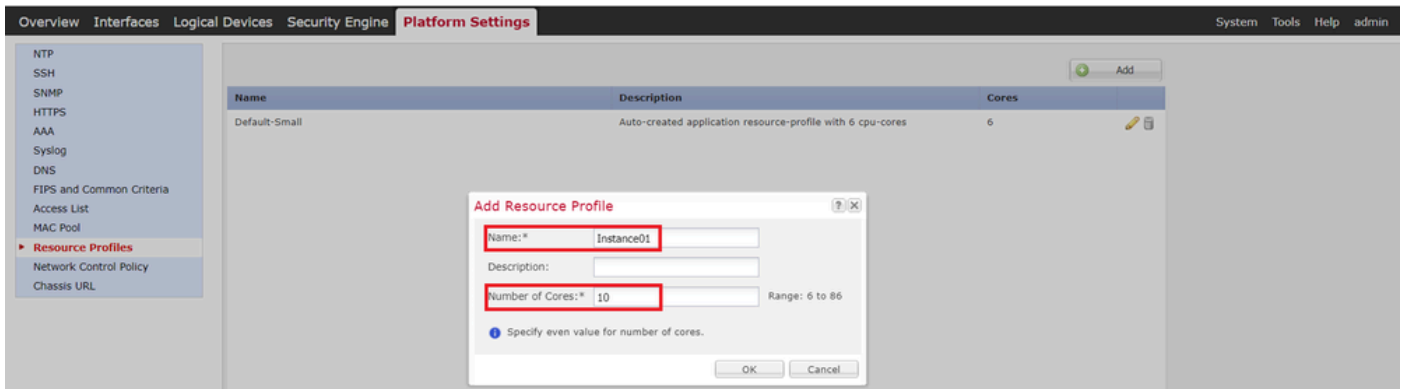 Overview Interfaces Logical Devices Security Engine Platform Settings System Tools Help admin
NTP
SSH
SNMP
HTTPS
AAA
Syslog
DNS
FIPS and Common Criteria
Access List
MAC Pool
Resource Profiles
Network Control Policy
Chassis URL
Add
Name Description Cores
Default-Small Auto-created application resource-profile with 6 cpu-cores 6
Add Resource Profile
Name:* Instance01
Description:
Number of Cores:* 10 Range: 6 to 86
Specify even value for number of cores.
OK Cancel